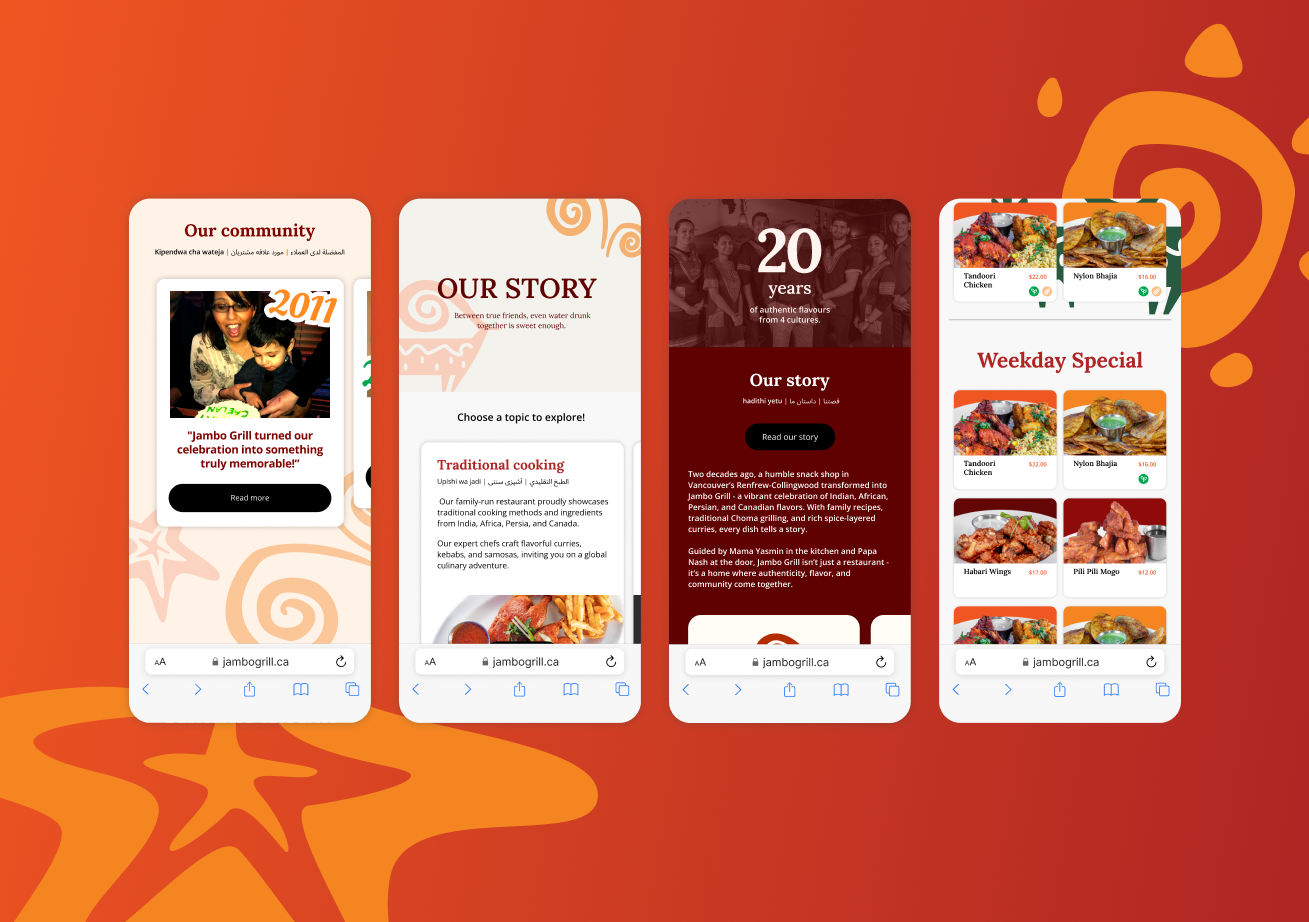 Our community
Kipendwa cha wateja | مورد علاقه مشتریان | المفضلة لدى العملاء
2011
CAELAN
"Jambo Grill turned our
celebration into something
truly memorable!”
Read more
AA
jambogrill.ca
OUR STORY
Between true friends, even water drunk
together is sweet enough.
Choose a topic to explore!
Traditional cooking
Upishi wa jadi | آشپزی سنتی | الطبخ التقليدي
Our family-run restaurant proudly showcases
traditional cooking methods and ingredients
from India, Africa, Persia, and Canada.
Our expert chefs craft flavorful curries,
kebabs, and samosas, inviting you on a global
culinary adventure.
AA
jambogrill.ca
20
years
of authentic flavours
from 4 cultures.
Our story
hadithi yetu | داستان ما | قصتنا
Read our story
Two decades ago, a humble snack shop in
Vancouver’s Renfrew-Collingwood transformed into
Jambo Grill - a vibrant celebration of Indian, African,
Persian, and Canadian flavors. With family recipes,
traditional Choma grilling, and rich spice-layered
curries, every dish tells a story.
Guided by Mama Yasmin in the kitchen and Papa
Nash at the door, Jambo Grill isn’t just a restaurant -
it’s a home where authenticity, flavor, and
community come together.
AA
jambogrill.ca
Tandoori
Chicken
$22.00
Nylon Bhajia
$16.00
Weekday Special
Tandoori
Chicken
$22.00
Nylon Bhajia
$16.00
Habari Wings
$17.00
Pili Pili Mogo
$12.00
AA
jambogrill.ca